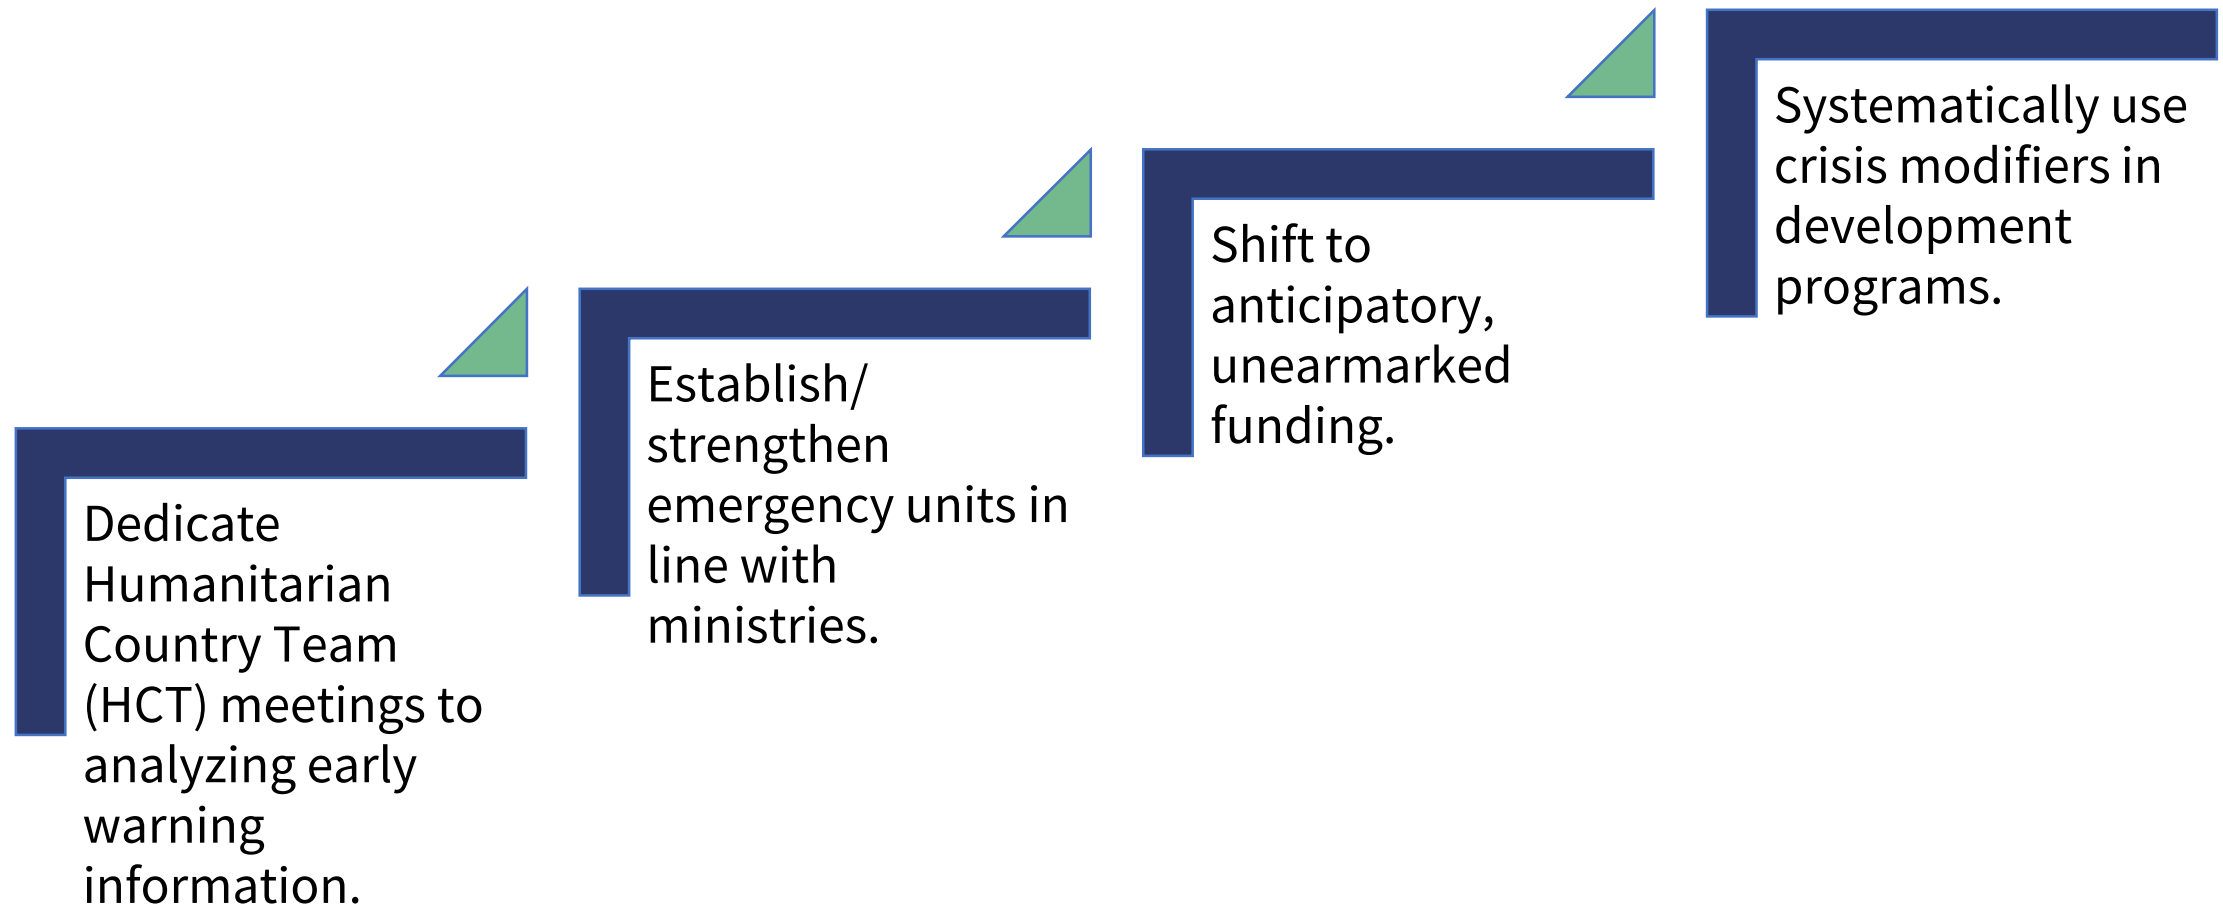 Dedicate
Humanitarian
Country Team
(HCT) meetings to
analyzing early
warning
information.
Establish/
strengthen
emergency units in
line with
ministries.
Shift to
anticipatory,
unearmarked
funding.
Systematically use
crisis modifiers in
development
programs.